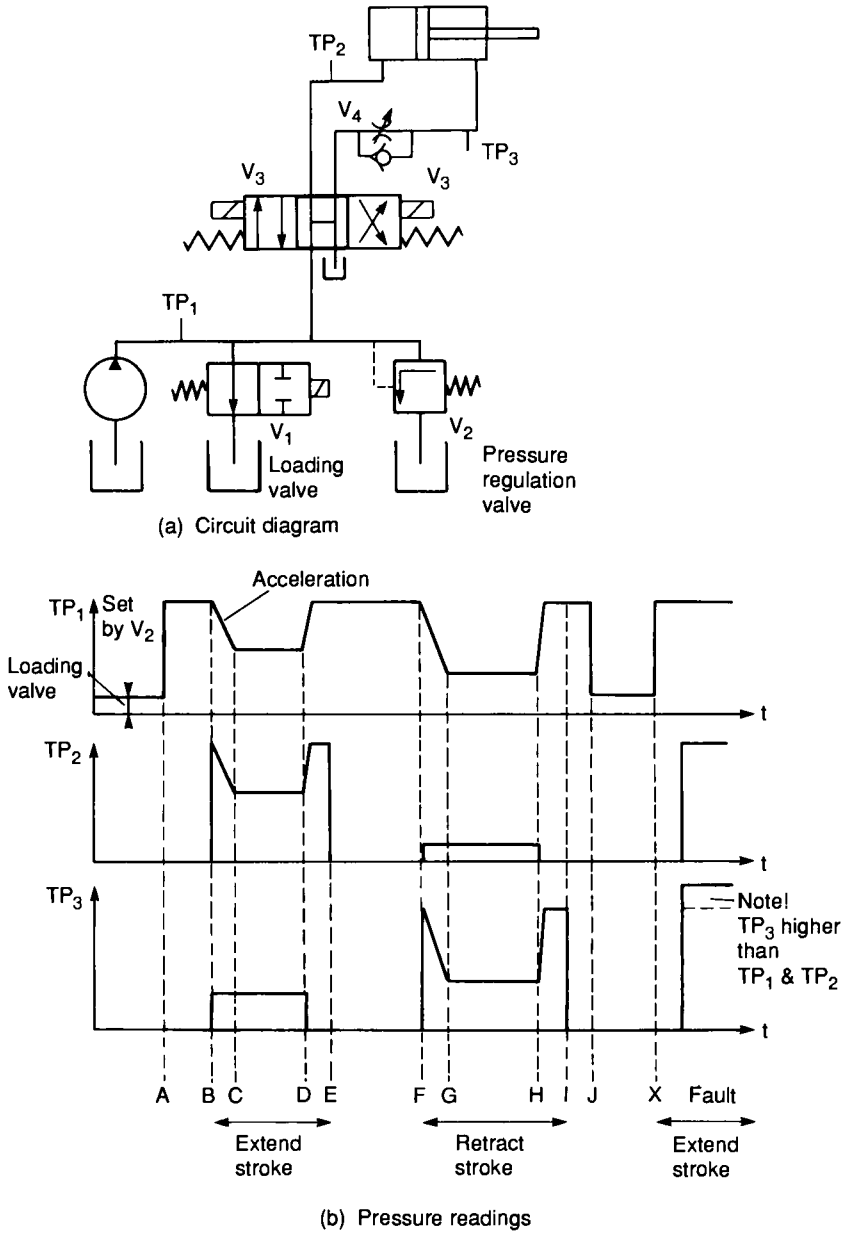 TP2
V4
TP3
V3
V3
TP1
V1
V2
Loading
valve
Pressure
regulation
valve
(a) Circuit diagram
Acceleration
TP1
Set
by V2
Loading
valve
t
TP2
t
TP3
Note!
TP3 higher
than
TP1 & TP2
t
A B C D E F G H I J X Fault
Extend
stroke
Retract
stroke
Extend
stroke
(b) Pressure readings